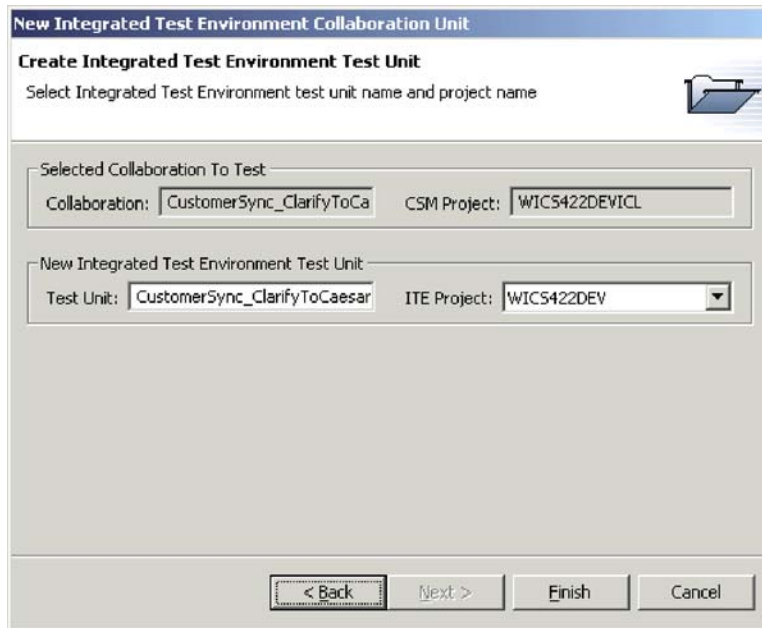 New Integrated Test Environment Collaboration Unit
Create Integrated Test Environment Test Unit
Select Integrated Test Environment test unit name and project name
Selected Collaboration To Test
Collaboration: CustomerSync_ClarifyToCa CSM Project: WICS422DEVICL
New Integrated Test Environment Test Unit
Test Unit: CustomerSync_ClarifyToCaesar ITE Project: WICS422DEV
< Back Next > Finish Cancel